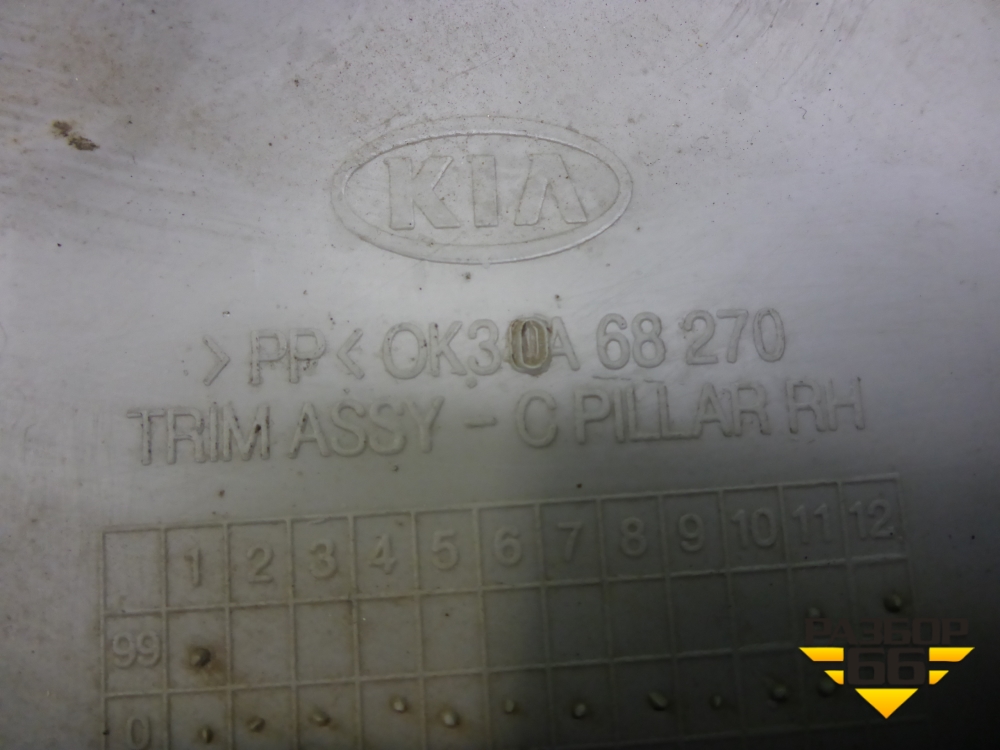 KIA
>PP< OK30A 68 270
TRIM ASSY - C PILLAR RH
1 2 3 4 5 6 7 8 9 10 11 12
99
0
РАЗБОР
66